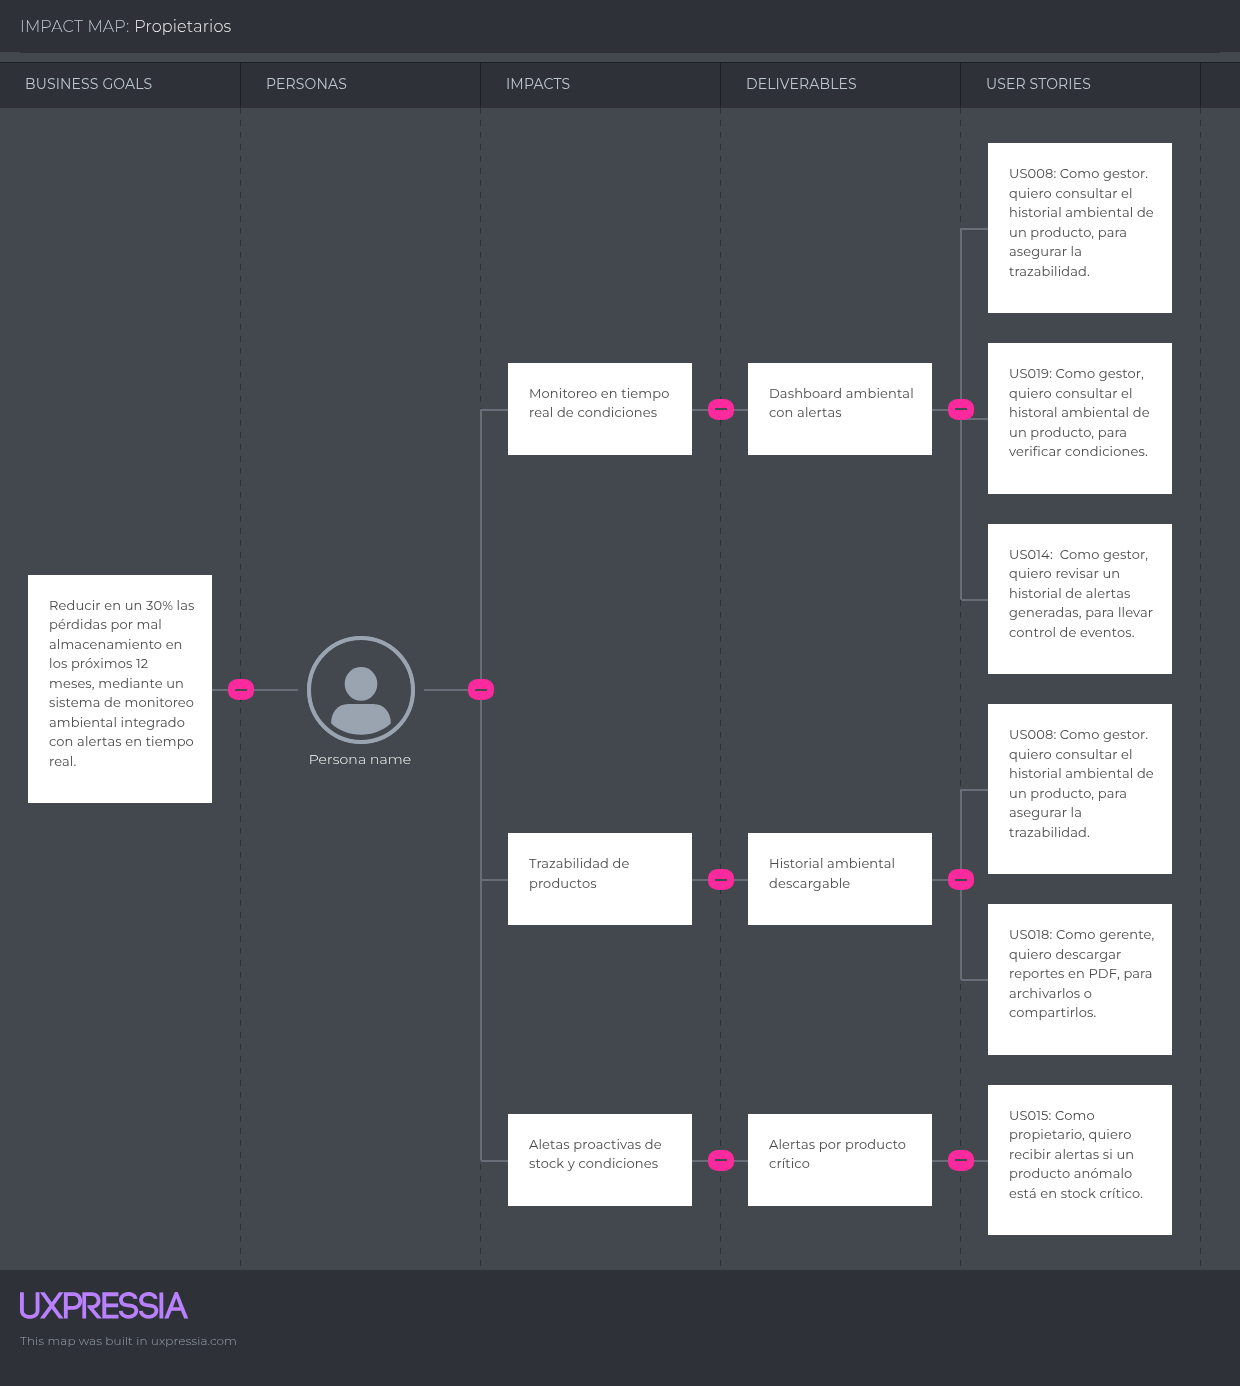 IMPACT MAP: Propietarios
BUSINESS GOALS
PERSONAS
IMPACTS
DELIVERABLES
USER STORIES
Reducir en un 30% las
pérdidas por mal
almacenamiento en
los próximos 12
meses, mediante un
sistema de monitoreo
ambiental integrado
con alertas en tiempo
real.
Persona name
Monitoreo en tiempo
real de condiciones
Dashboard ambiental
con alertas
US008: Como gestor.
quiero consultar el
historial ambiental de
un producto, para
asegurar la
trazabilidad.
US019: Como gestor,
quiero consultar el
historal ambiental de
un producto, para
verificar condiciones.
US014:  Como gestor,
quiero revisar un
historial de alertas
generadas, para llevar
control de eventos.
Trazabilidad de
productos
Historial ambiental
descargable
US008: Como gestor.
quiero consultar el
historial ambiental de
un producto, para
asegurar la
trazabilidad.
US018: Como gerente,
quiero descargar
reportes en PDF, para
archivarlos o
compartirlos.
Aletas proactivas de
stock y condiciones
Alertas por producto
crítico
US015: Como
propietario, quiero
recibir alertas si un
producto anómalo
está en stock crítico.
UXPRESSIA
This map was built in uxpressia.com